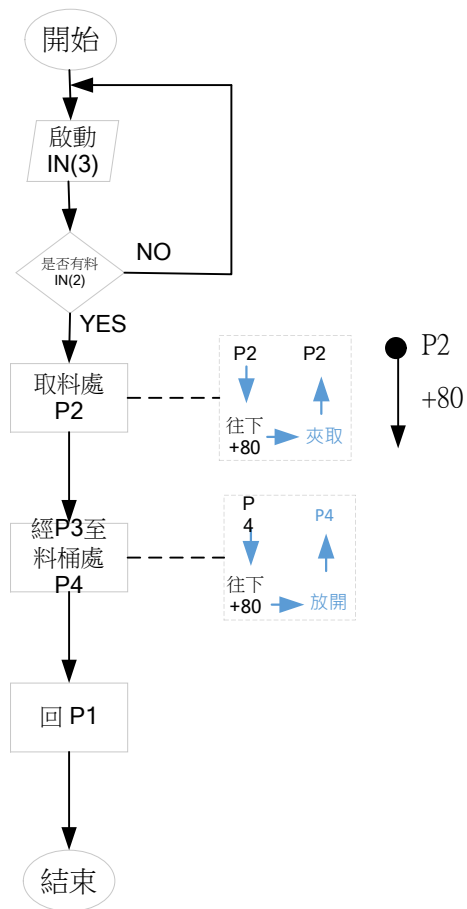 開始
啟動
IN(3)
是否有料
IN(2)
NO
YES
取料處
P2
P2
P2
往下
+80
夾取
P2
+80
經P3至
料桶處
P4
P
4
P4
往下
+80
放開
回 P1
結束